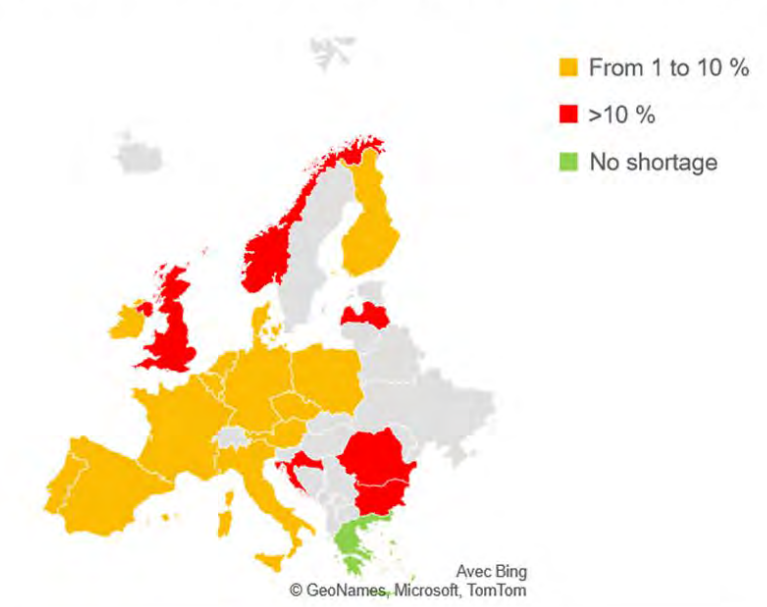 From 1 to 10 %
>10 %
No shortage
Avec Bing
© GeoNames, Microsoft, TomTom